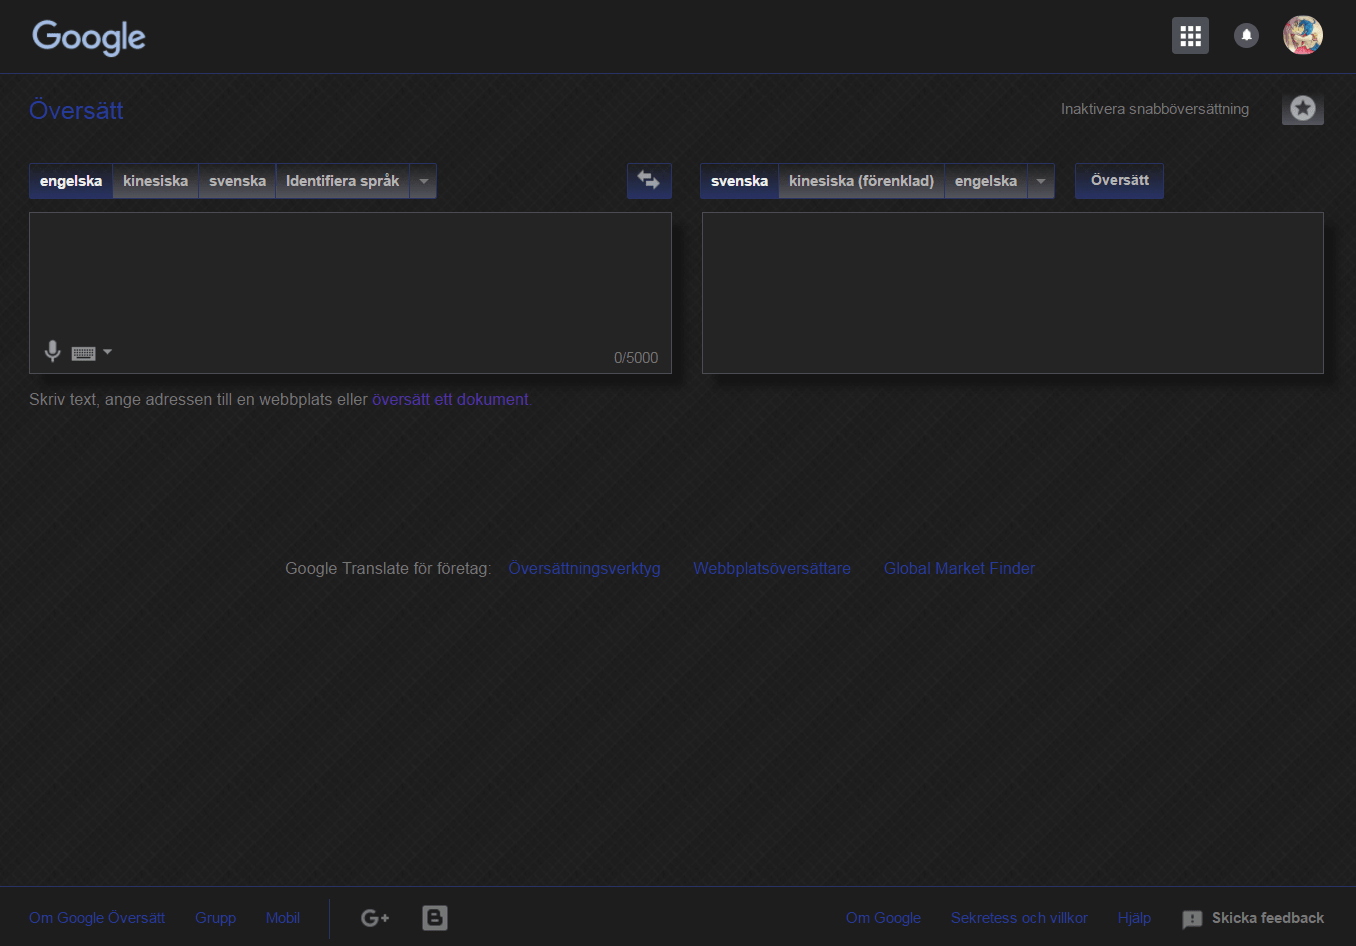 Google
Översätt
Inaktivera snabböversättning
engelska kinesiska svenska Identifiera språk
svenska kinesiska (förenklad) engelska Översätt
0/5000
Skriv text, ange adressen till en webbplats eller översätt ett dokument.
Google Translate för företag: Översättningsverktyg Webbplatsöversättare Global Market Finder
Om Google Översätt Grupp Mobil G+ B Om Google Sekretess och villkor Hjälp Skicka feedback